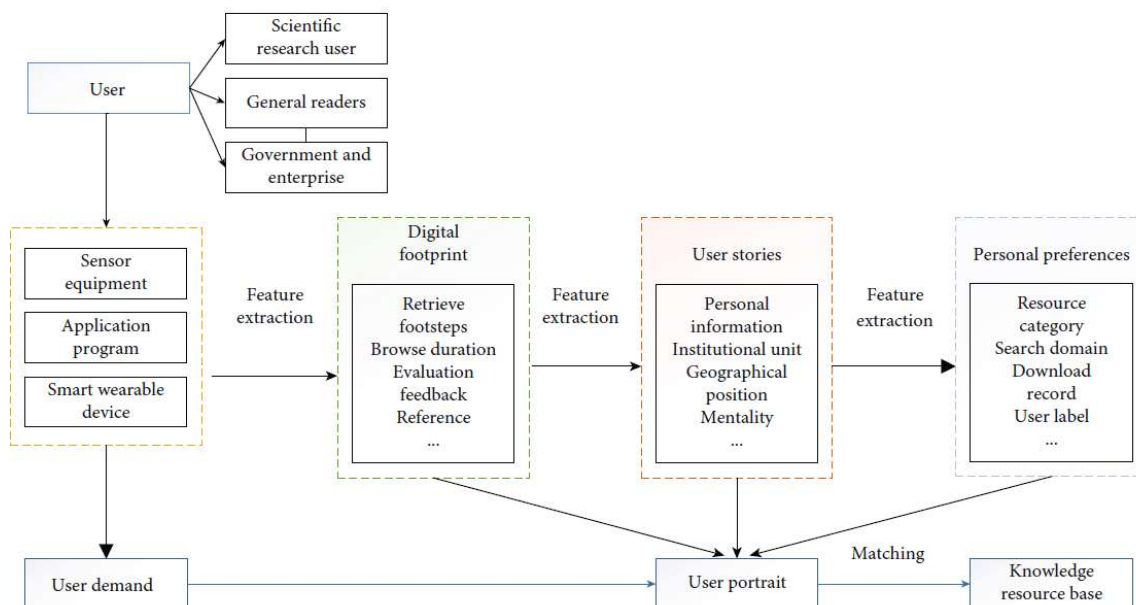 Scientific
research user
User
General readers
Government and
enterprise
Sensor
equipment
Application
program
Smart wearable
device
Feature
extraction
Digital
footprint
Retrieve
footsteps
Browse duration
Evaluation
feedback
Reference
...
Feature
extraction
User stories
Personal
information
Institutional unit
Geographical
position
Mentality
...
Feature
extraction
Personal preferences
Resource
category
Search domain
Download
record
User label
...
User demand
User portrait
Matching
Knowledge
resource base